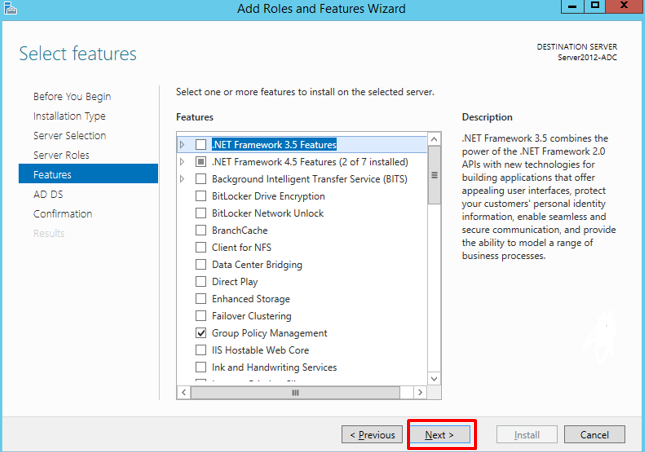 Add Roles and Features Wizard
Select features
DESTINATION SERVER
Server2012-ADC
Before You Begin
Installation Type
Server Selection
Server Roles
Features
AD DS
Confirmation
Results
Select one or more features to install on the selected server.
Features
.NET Framework 3.5 Features
.NET Framework 4.5 Features (2 of 7 installed)
Background Intelligent Transfer Service (BITS)
BitLocker Drive Encryption
BitLocker Network Unlock
BranchCache
Client for NFS
Data Center Bridging
Direct Play
Enhanced Storage
Failover Clustering
Group Policy Management
IIS Hostable Web Core
Ink and Handwriting Services
Description
.NET Framework 3.5 combines the
power of the .NET Framework 2.0
APIs with new technologies for
building applications that offer
appealing user interfaces, protect
your customers' personal identity
information, enable seamless and
secure communication, and provide
the ability to model a range of
business processes.
< Previous
Next >
Install
Cancel